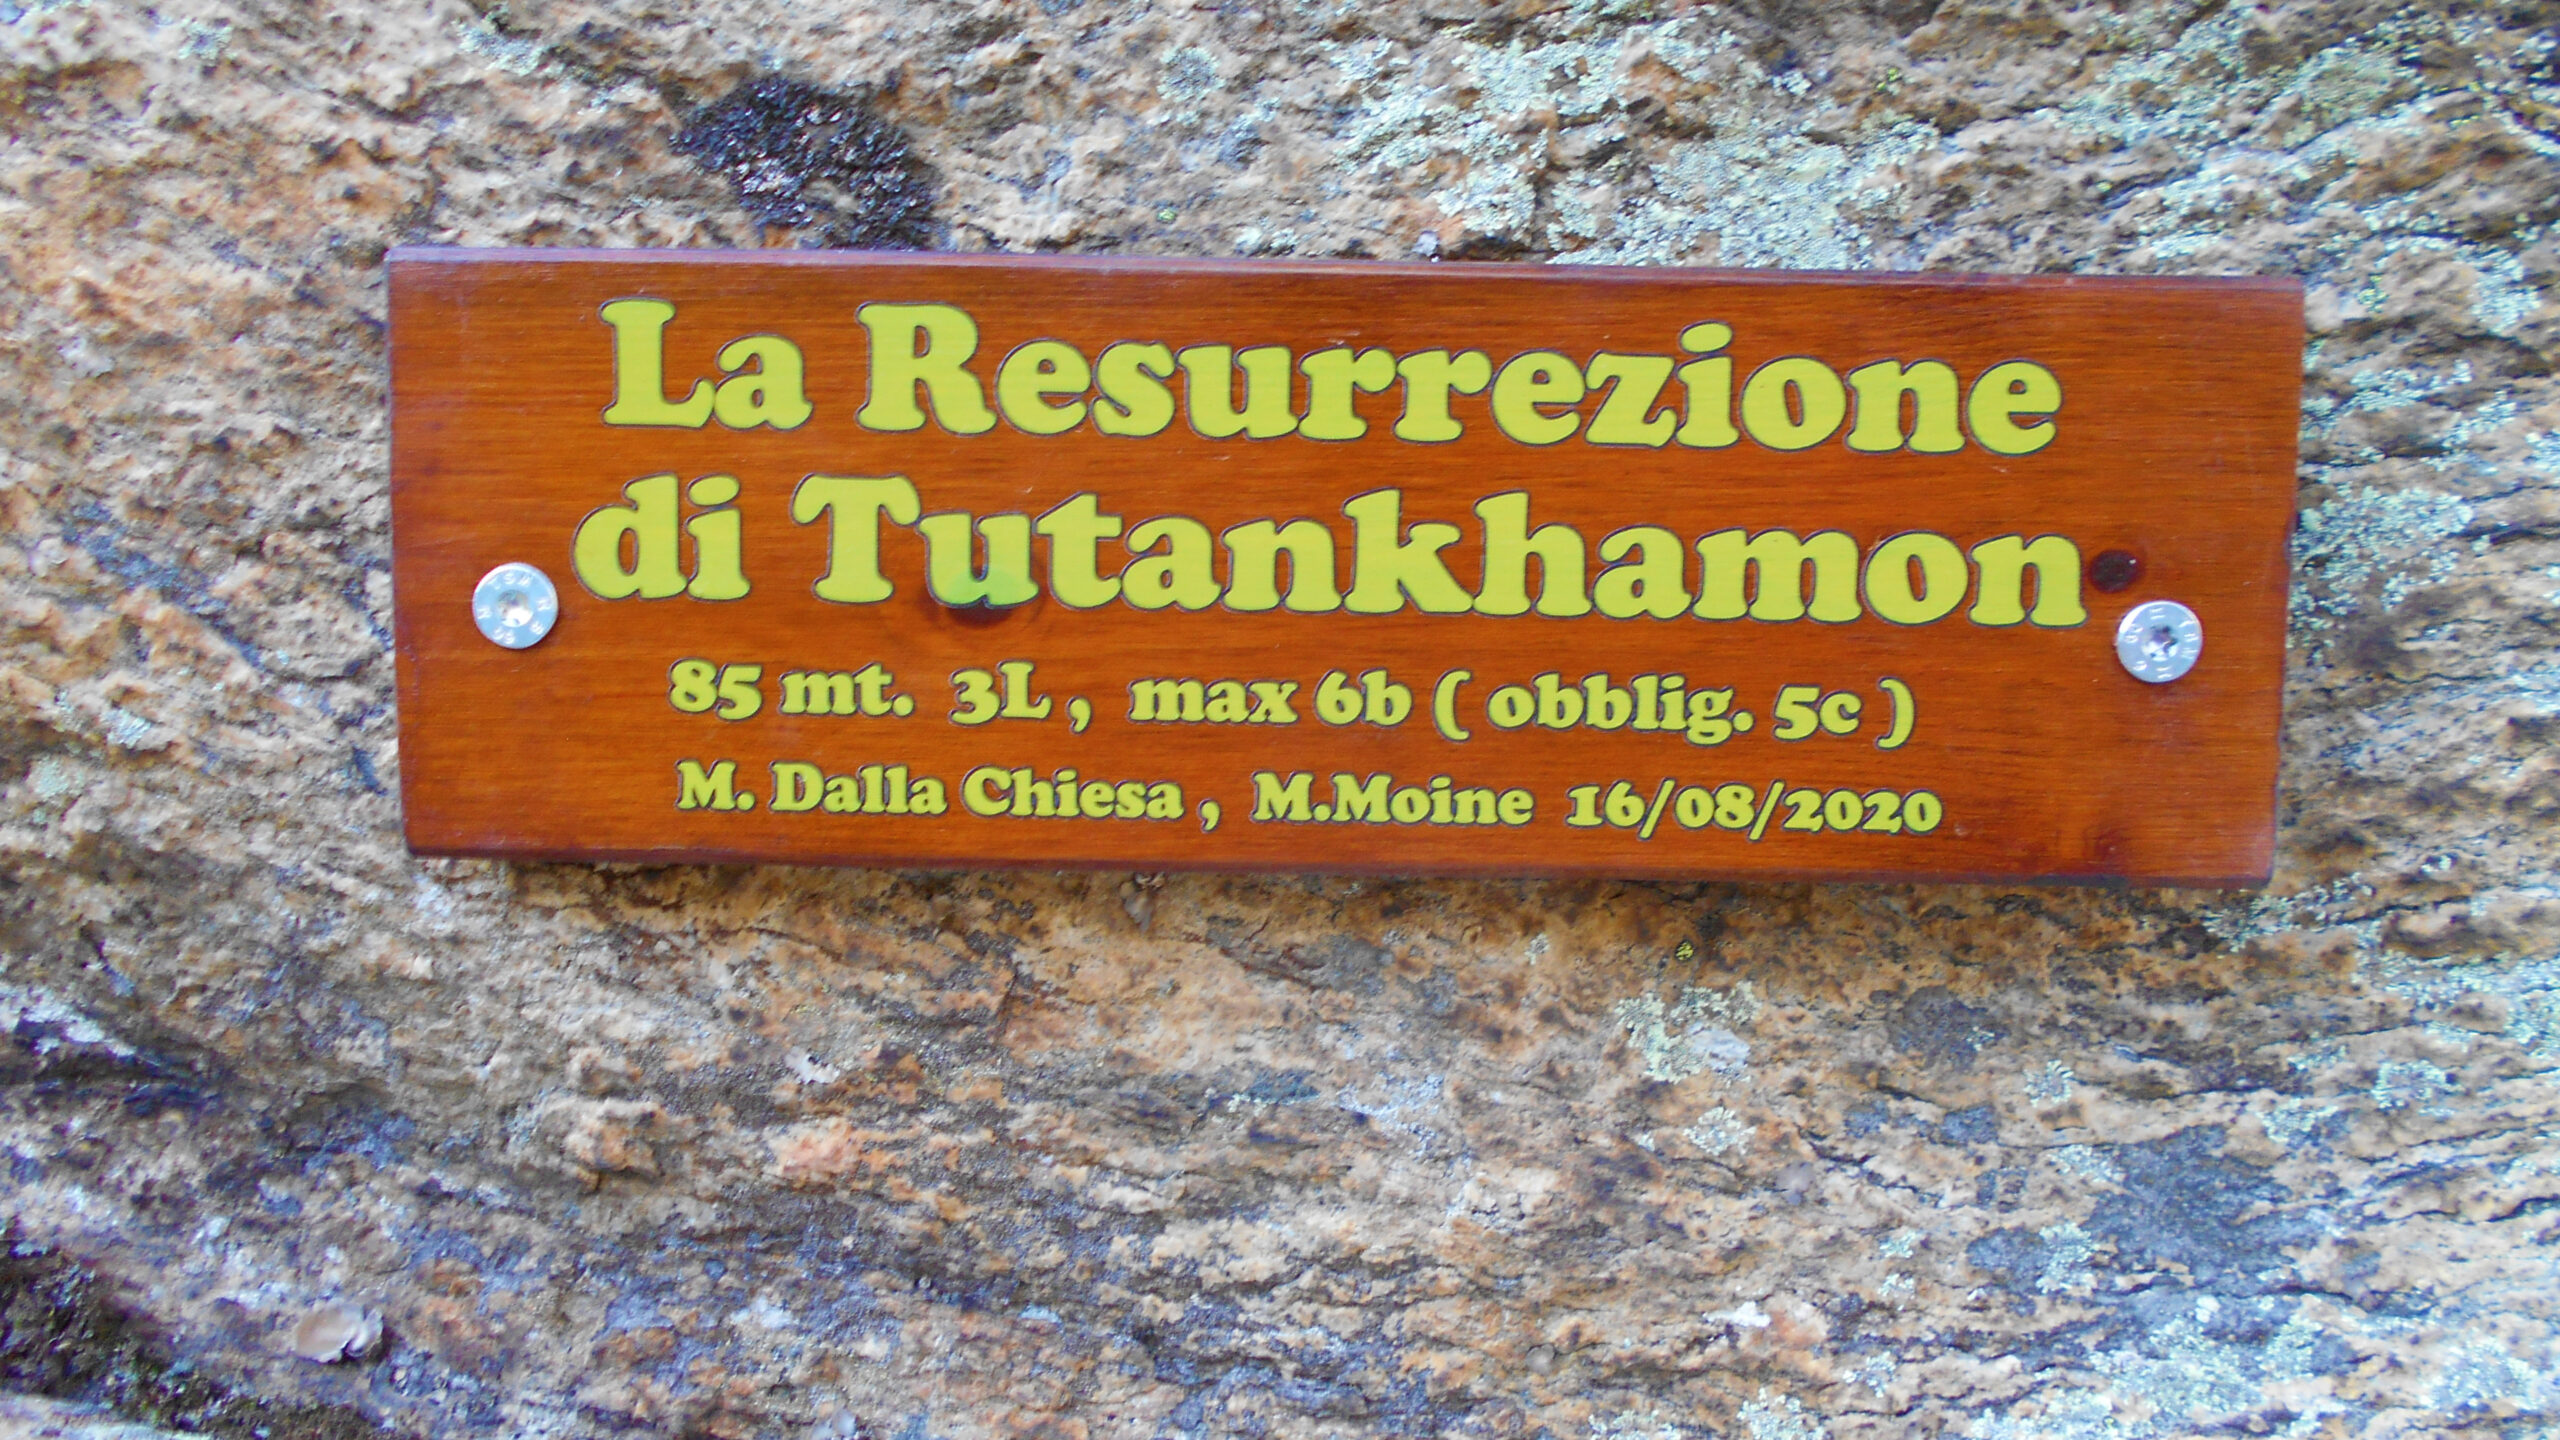 La Resurrezione
di Tutankhamon
85 mt. 3L , max 6b ( obblig. 5c )
M. Dalla Chiesa , M.Moine 16/08/2020